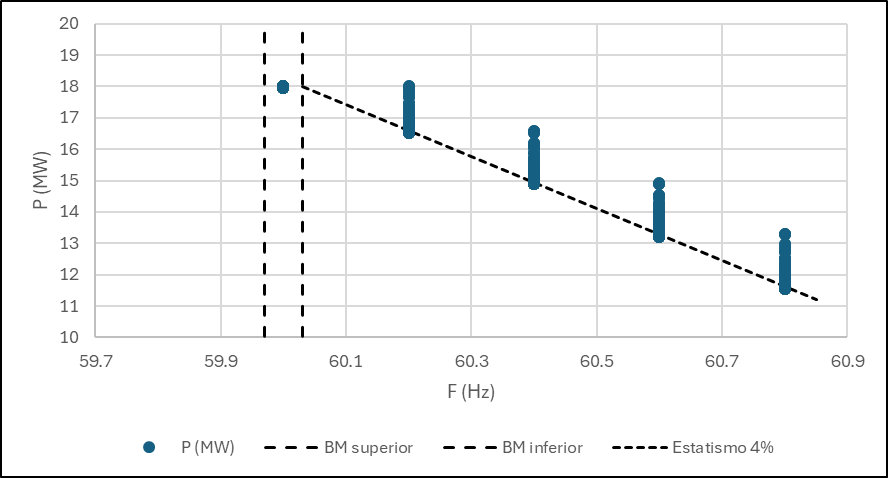 20
19
18
17
16
15
14
13
12
11
10
P (MW)
59.7 59.9 60.1 60.3 60.5 60.7 60.9
F (Hz)
P (MW) BM superior BM inferior Estatismo 4%